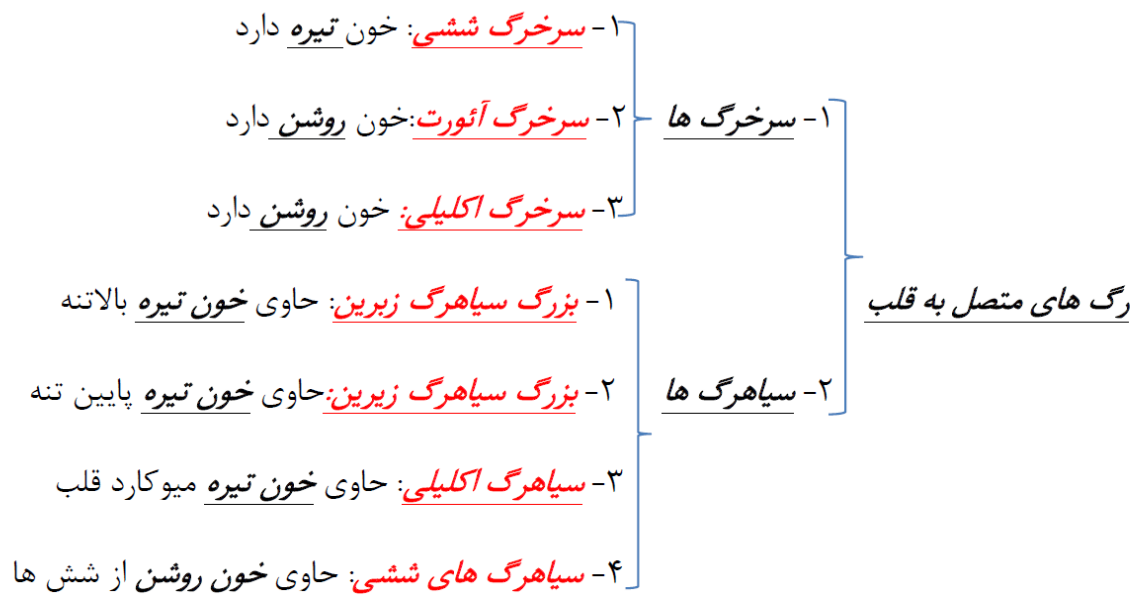 رگ های متصل به قلب
۱- سرخرگ ها
۱- سرخرگ ششی: خون تیره دارد
۲- سرخرگ آئورت:خون روشن دارد
۳- سرخرگ اکلیلی: خون روشن دارد
۲- سیاهرگ ها
۱- بزرگ سیاهرگ زبرین: حاوی خون تیره بالاتنه
۲- بزرگ سیاهرگ زیرین:حاوی خون تیره پایین تنه
۳- سیاهرگ اکلیلی: حاوی خون تیره میوکارد قلب
۴- سیاهرگ های ششی: حاوی خون روشن از شش ها